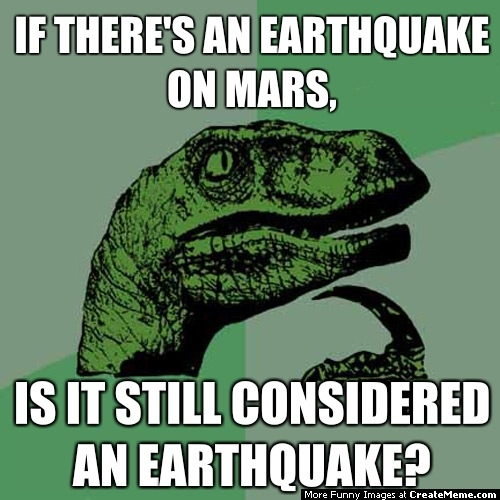 IF THERE'S AN EARTHQUAKE
ON MARS,
IS IT STILL CONSIDERED
AN EARTHQUAKE?
More Funny Images at CreateMeme.com